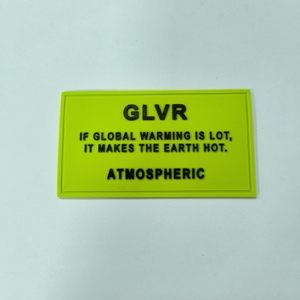 GLVR
IF GLOBAL WARMING IS LOT,
IT MAKES THE EARTH HOT.
ATMOSPHERIC